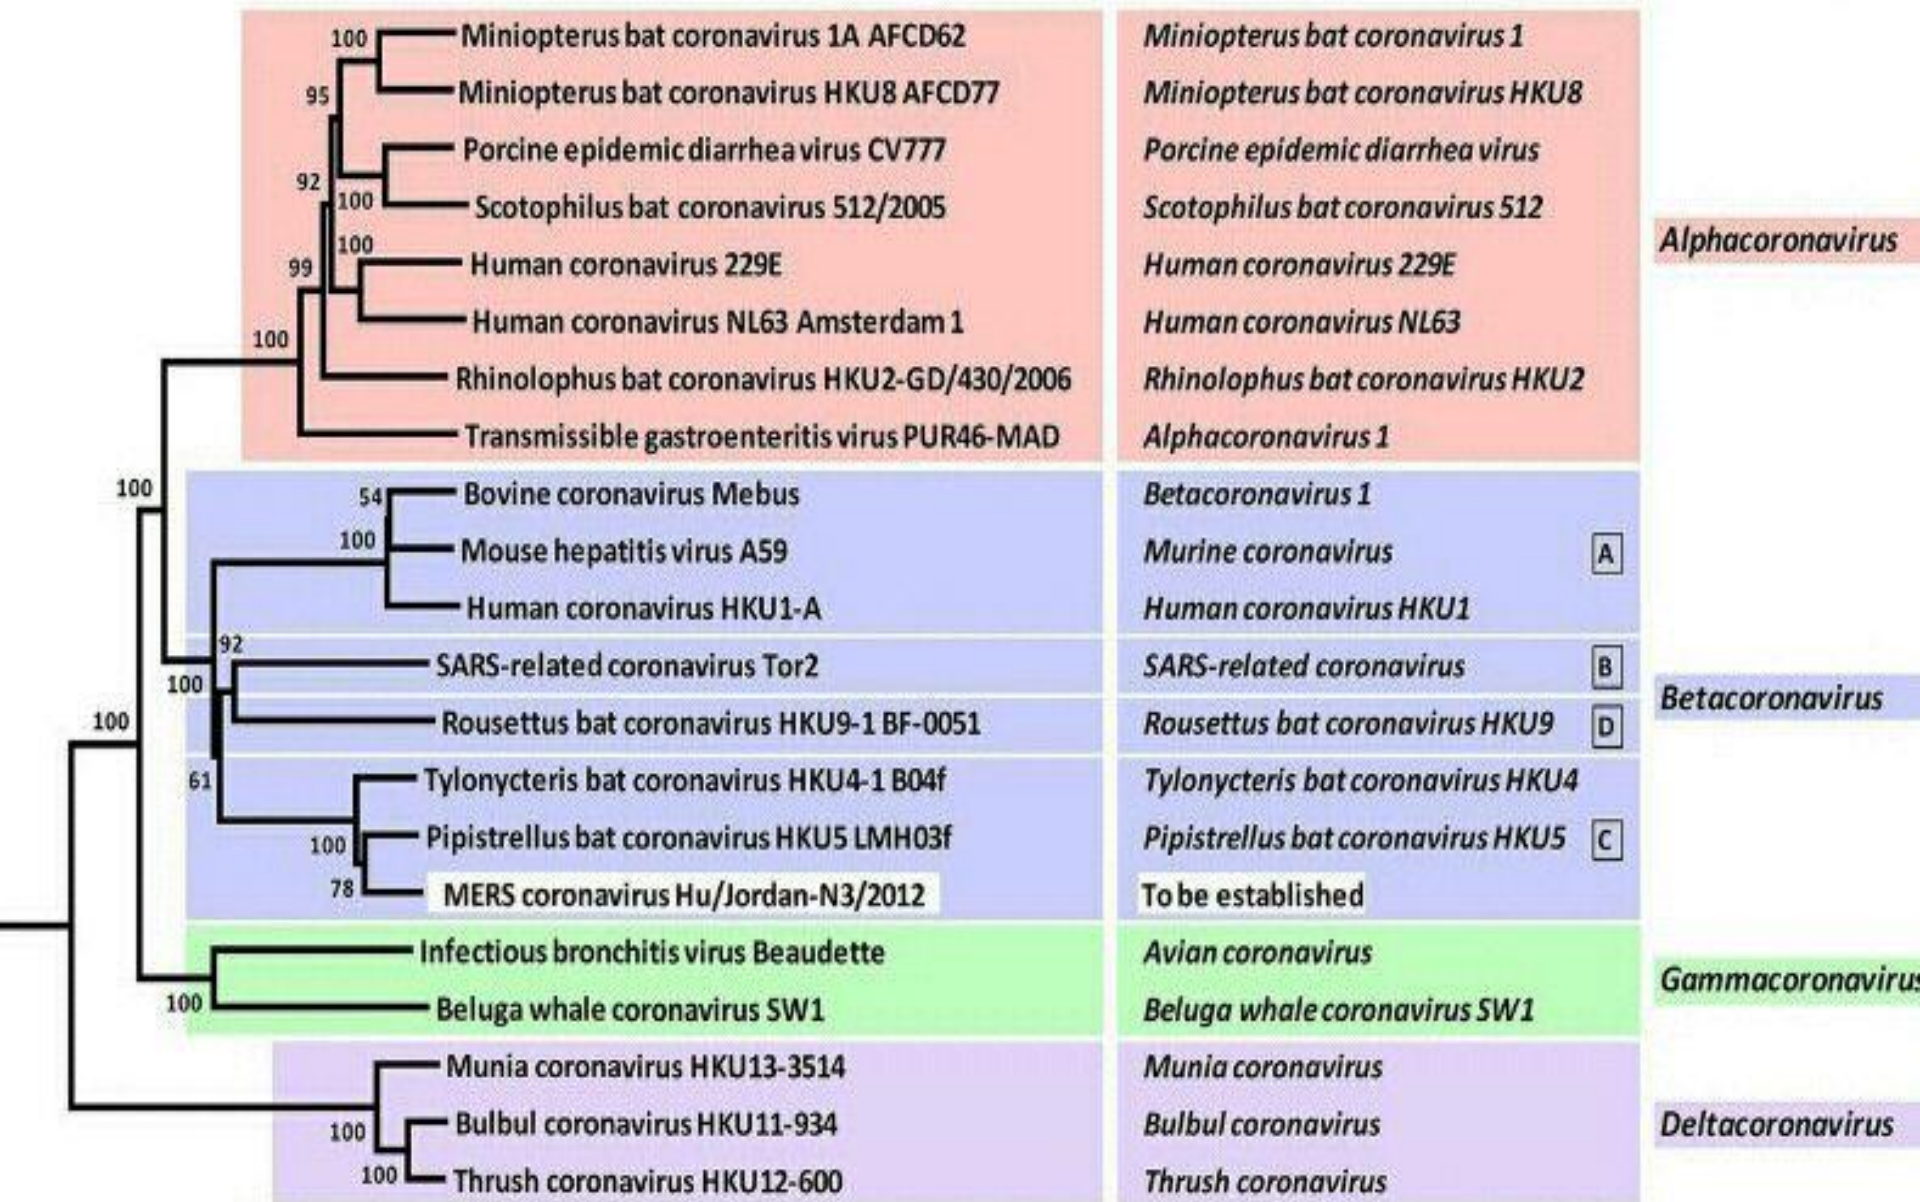 100 Miniopterus bat coronavirus 1A AFCD62 Miniopterus bat coronavirus 1
95 Miniopterus bat coronavirus HKU8 AFCD77 Miniopterus bat coronavirus HKU8
Porcine epidemic diarrhea virus CV777 Porcine epidemic diarrhea virus
92 100 Scotophilus bat coronavirus 512/2005 Scotophilus bat coronavirus 512
Alphacoronavirus
99 100 Human coronavirus 229E Human coronavirus 229E
Human coronavirus NL63 Amsterdam 1 Human coronavirus NL63
100 Rhinolophus bat coronavirus HKU2-GD/430/2006 Rhinolophus bat coronavirus HKU2
Transmissible gastroenteritis virus PUR46-MAD Alphacoronavirus 1
100 54 Bovine coronavirus Mebus Betacoronavirus 1
100 Mouse hepatitis virus A59 Murine coronavirus A
Human coronavirus HKU1-A Human coronavirus HKU1
92 SARS-related coronavirus Tor2 SARS-related coronavirus B
100 Betacoronavirus
100 Rousettus bat coronavirus HKU9-1 BF-0051 Rousettus bat coronavirus HKU9 D
61 Tylonycteris bat coronavirus HKU4-1 B04f Tylonycteris bat coronavirus HKU4
100 Pipistrellus bat coronavirus HKU5 LMH03f Pipistrellus bat coronavirus HKU5 C
78 MERS coronavirus Hu/Jordan-N3/2012 To be established
Infectious bronchitis virus Beaudette Avian coronavirus
Gammacoronavirus
100 Beluga whale coronavirus SW1 Beluga whale coronavirus SW1
Munia coronavirus HKU13-3514 Munia coronavirus
100 Bulbul coronavirus HKU11-934 Bulbul coronavirus Deltacoronavirus
100 Thrush coronavirus HKU12-600 Thrush coronavirus